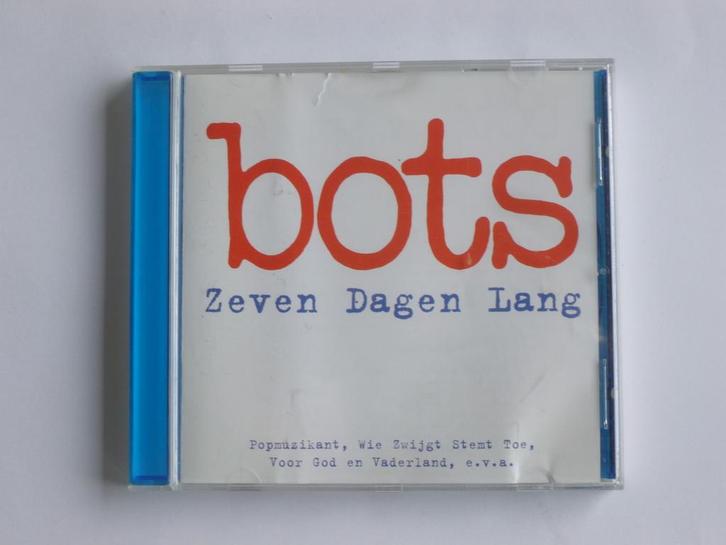 bots
Zeven Dagen Lang
Popmuzikant, Wie Zwijgt Stemt Toe,
Voor God en Vaderland, e.v.a.